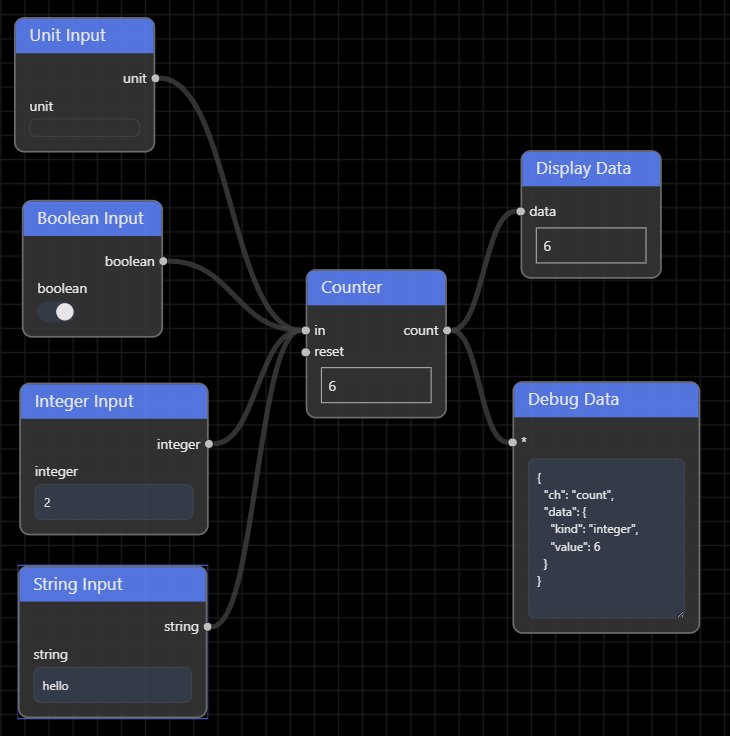 Unit Input
unit
unit
Boolean Input
boolean
boolean
Integer Input
integer
integer
2
String Input
string
string
hello
Counter
in count
reset
6
Display Data
data
6
Debug Data
*
{
"ch": "count",
"data": {
"kind": "integer",
"value": 6
}
}